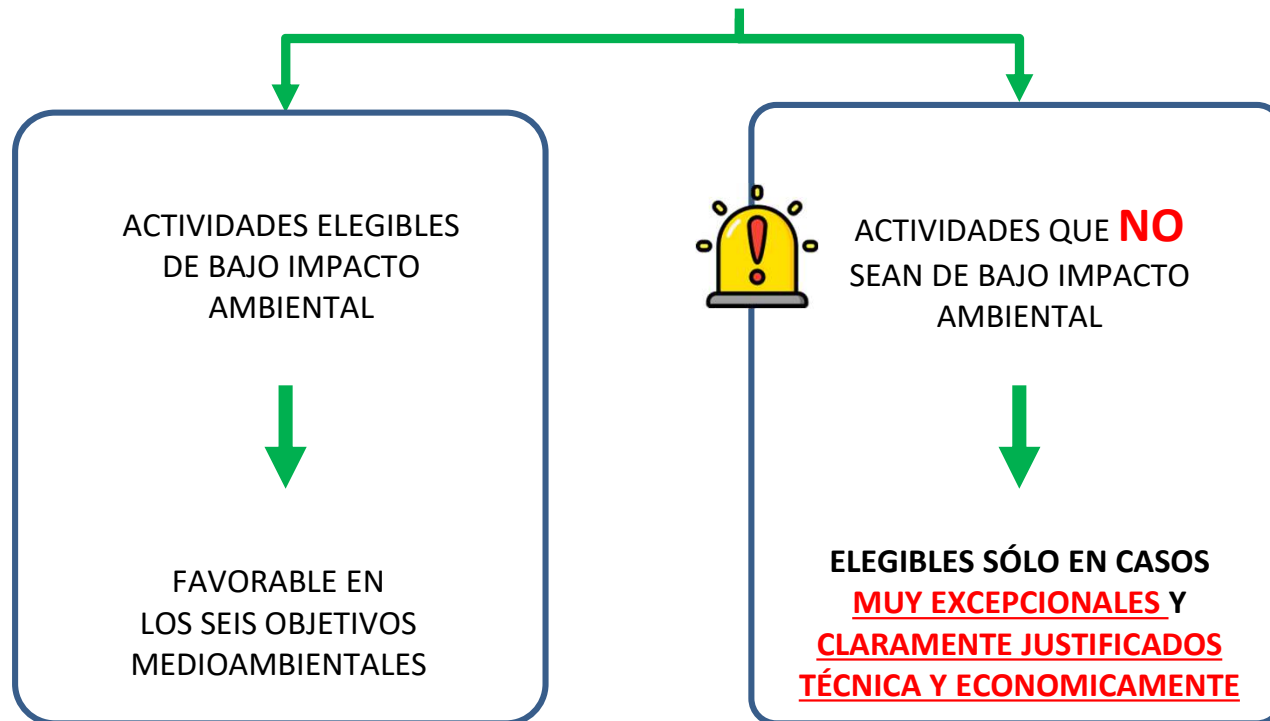 ACTIVIDADES ELEGIBLES
DE BAJO IMPACTO
AMBIENTAL
FAVORABLE EN
LOS SEIS OBJETIVOS
MEDIOAMBIENTALES
ACTIVIDADES QUE NO
SEAN DE BAJO IMPACTO
AMBIENTAL
ELEGIBLES SÓLO EN CASOS
MUY EXCEPCIONALES Y
CLARAMENTE JUSTIFICADOS
TÉCNICA Y ECONOMICAMENTE